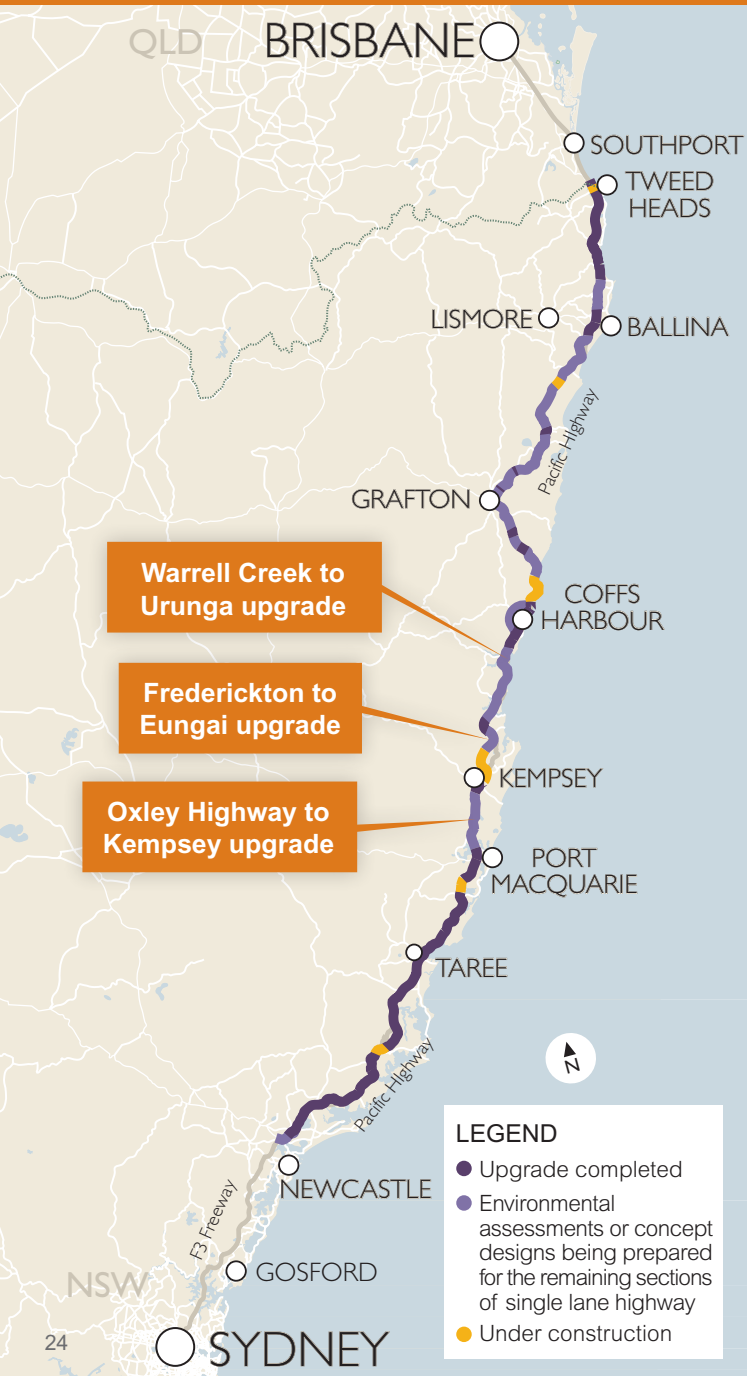 QLD
BRISBANE
SOUTHPORT
TWEED
HEADS
LISMORE
BALLINA
Pacific HIghway
GRAFTON
Warrell Creek to
Urunga upgrade
COFFS
HARBOUR
Frederickton to
Eungai upgrade
KEMPSEY
Oxley Highway to
Kempsey upgrade
PORT
MACQUARIE
TAREE
N
Pacific HIghway
NEWCASTLE
F3 Freeway
GOSFORD
NSW
24
SYDNEY
LEGEND
Upgrade completed
Environmental
assessments or concept
designs being prepared
for the remaining sections
of single lane highway
Under construction